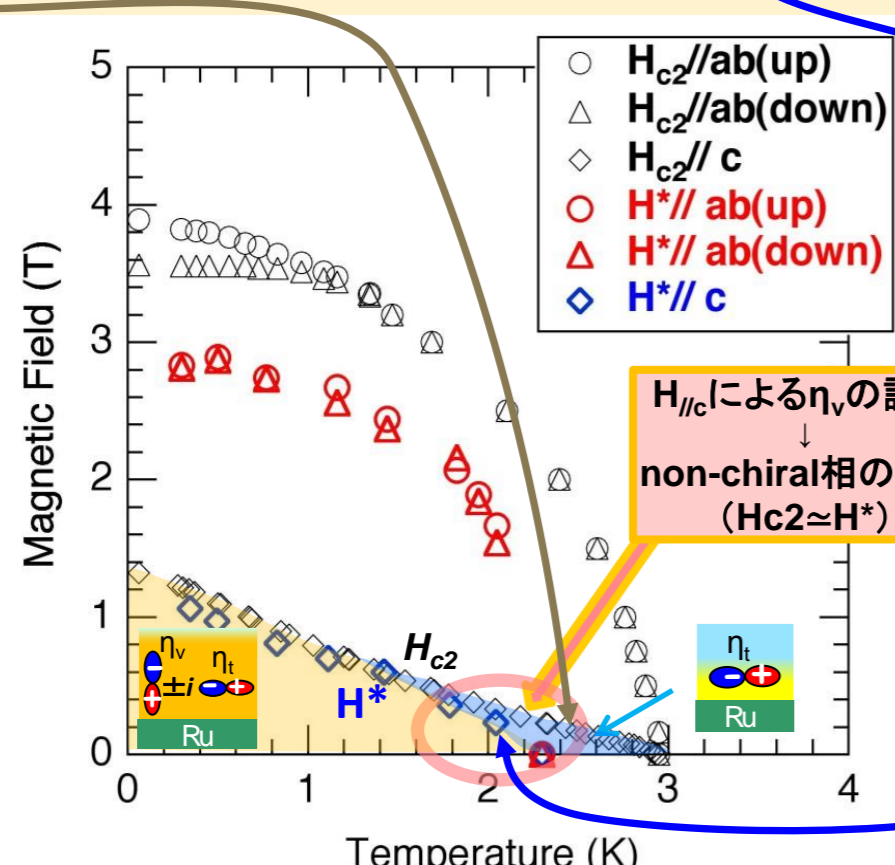 5
4
3
2
1
0
0
1
2
3
4
Magnetic Field (T)
Temperature (K)
Hc2//ab(up)
Hc2//ab(down)
Hc2// c
H*// ab(up)
H*// ab(down)
H*// c
H//cによるηvの
↓
non-chiral相の
（Hc2≃H*）
Hc2
H*
ηv
ηt
±i
Ru
ηt
Ru